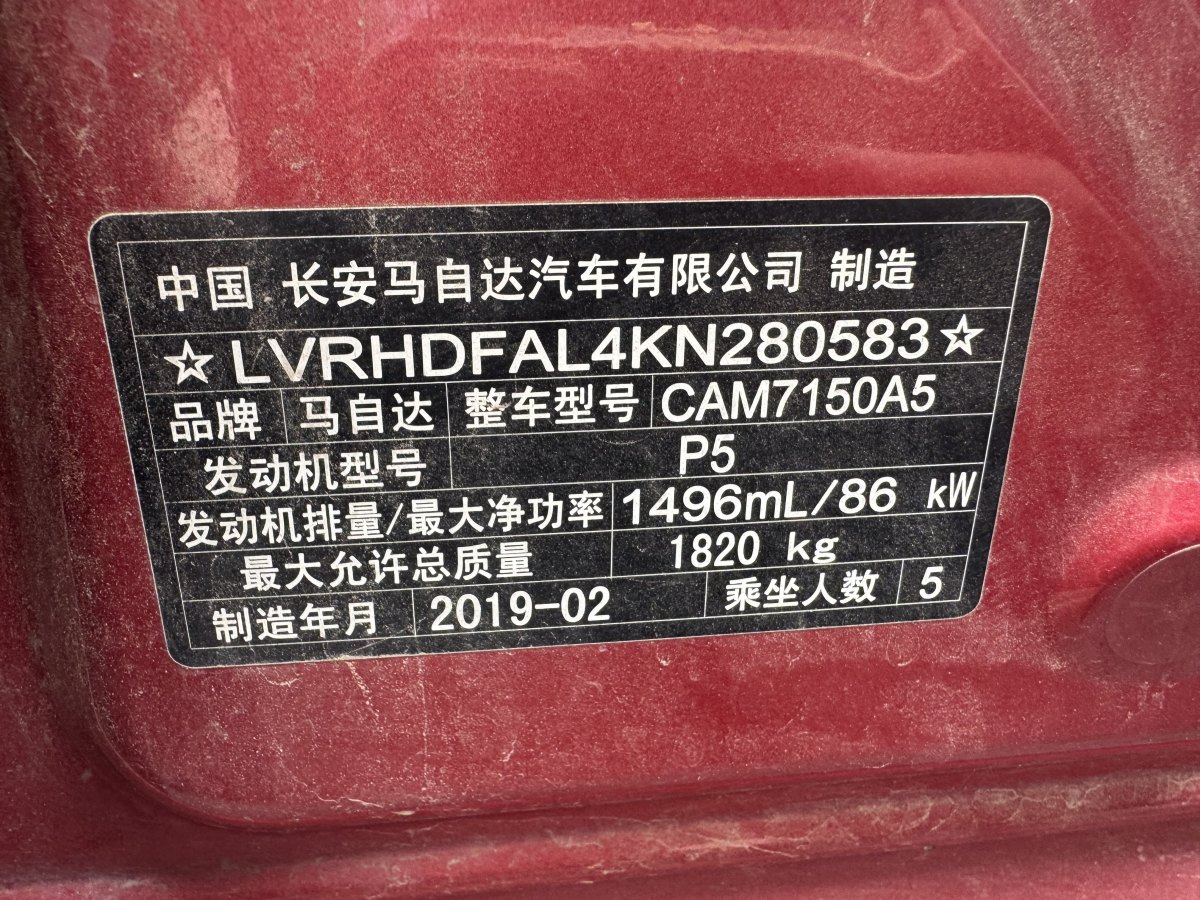 中国 长安马自达汽车有限公司 制造
☆LVRHDFAL4KN280583☆
品牌 马自达 整车型号 CAM7150A5
发动机型号 P5
发动机排量/最大净功率 1496mL/86 kW
最大允许总质量 1820 kg
制造年月 2019-02 乘坐人数 5